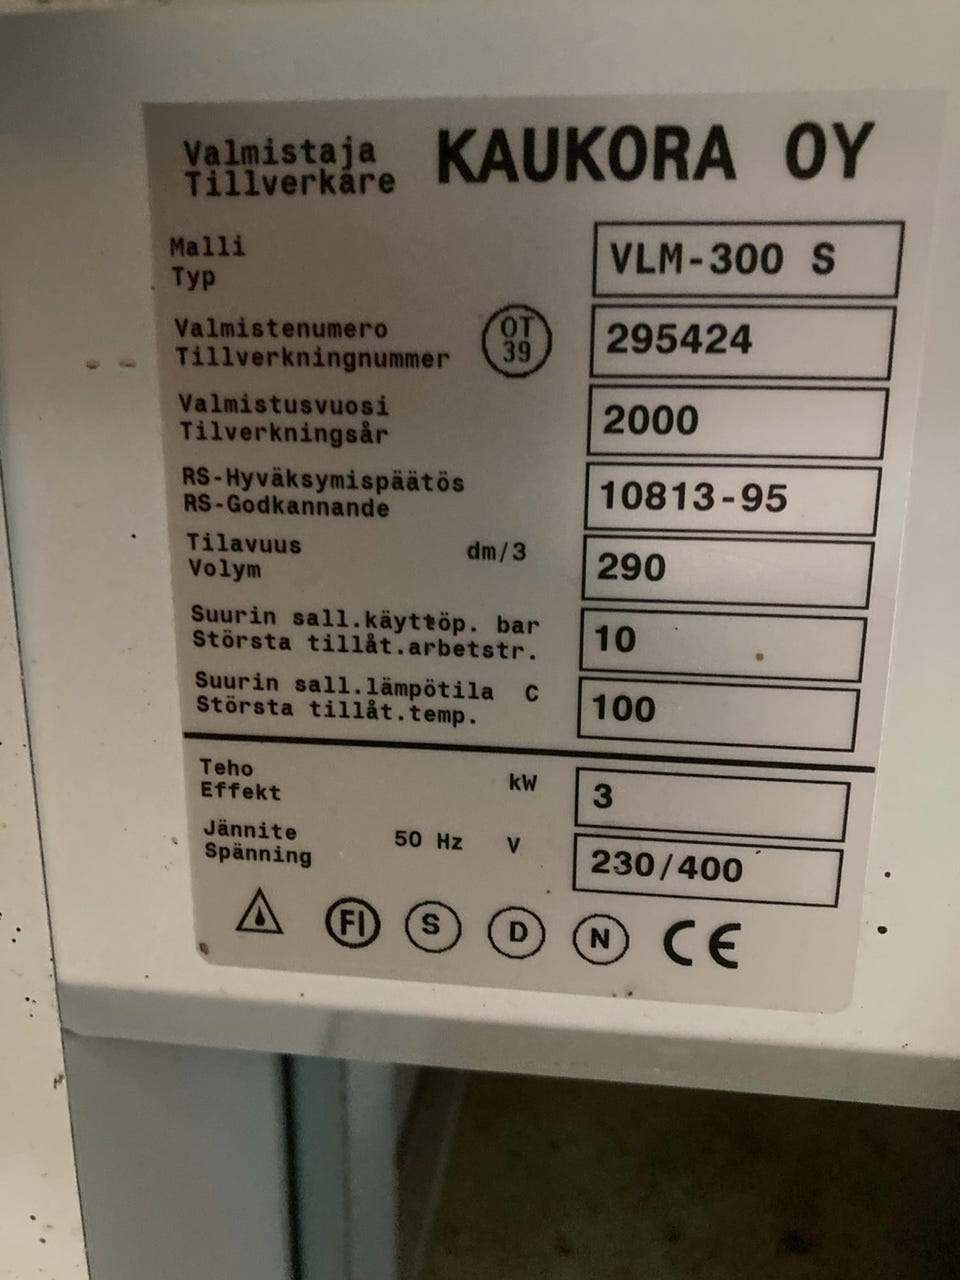 Valmistaja KAUKORA OY
Tillverkare
Malli VLM-300 S
Typ
Valmistenumero OT 295424
Tillverkningnummer 39
Valmistusvuosi 2000
Tilverkningsår
RS-Hyväksymispäätös 10813-95
RS-Godkannande
Tilavuus dm/3 290
Volym
Suurin sall.käyttöp. bar 10
Största tillåt.arbetstr.
Suurin sall.lämpötila C 100
Största tillåt.temp.
Teho kW 3
Effekt
Jännite 50 Hz V 230/400
Spänning
FI S D N CE